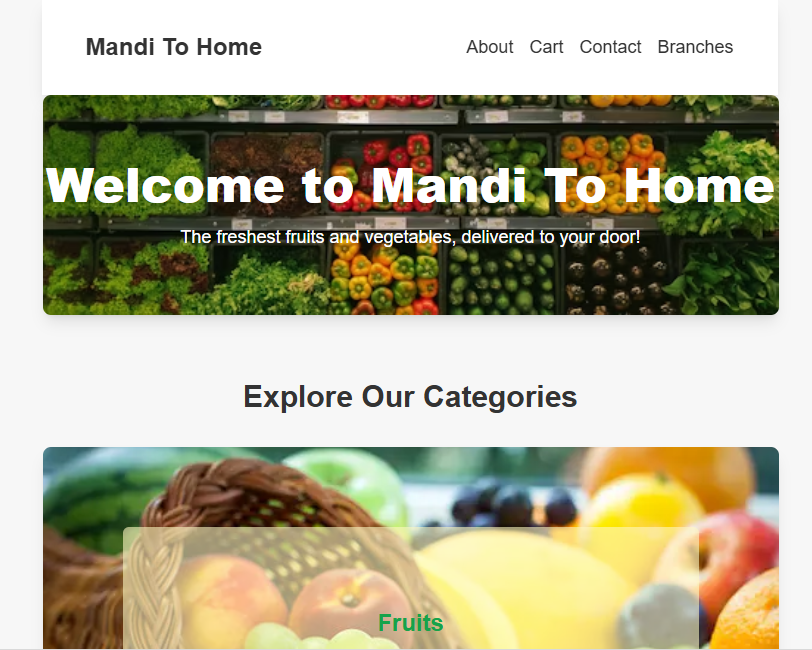 Mandi To Home
About Cart Contact Branches
Welcome to Mandi To Home
The freshest fruits and vegetables, delivered to your door!
Explore Our Categories
Fruits